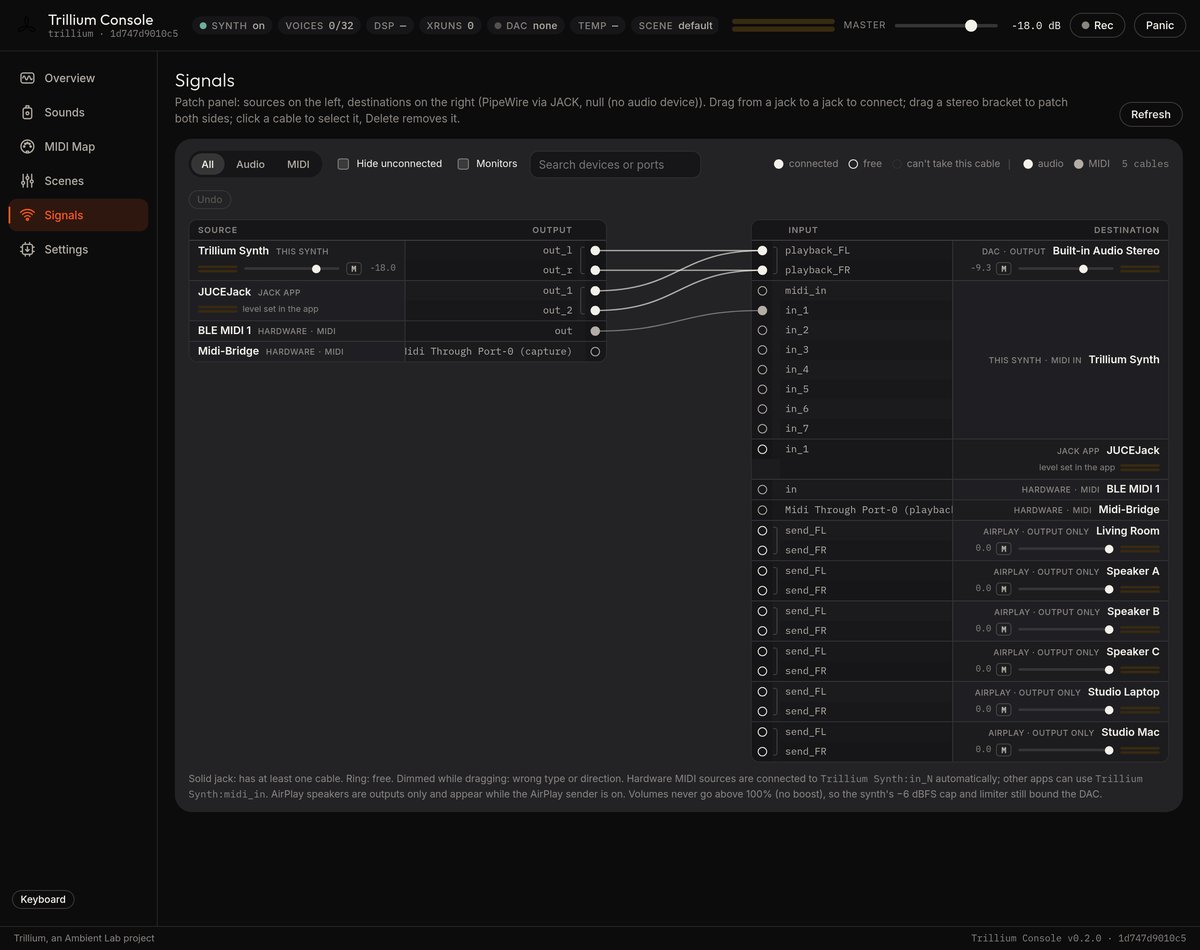 Trillium Console
trillium · 1d747d9010c5
SYNTH on
VOICES 0/32
DSP —
XRUNS 0
DAC none
TEMP —
SCENE default
MASTER
-18.0 dB
Rec
Panic
Overview
Sounds
MIDI Map
Scenes
Signals
Settings
Keyboard
Signals
Patch panel: sources on the left, destinations on the right (PipeWire via JACK, null (no audio device)). Drag from a jack to a jack to connect; drag a stereo bracket to patch
both sides; click a cable to select it, Delete removes it.
Refresh
All
Audio
MIDI
Hide unconnected
Monitors
Search devices or ports
connected
free
can't take this cable
|
audio
MIDI
5 cables
Undo
SOURCE
OUTPUT
Trillium Synth THIS SYNTH
M
-18.0
out_l
out_r
JUCEJack JACK APP
level set in the app
out_1
out_2
BLE MIDI 1 HARDWARE · MIDI
out
Midi-Bridge HARDWARE · MIDI
Midi Through Port-0 (capture)
INPUT
DESTINATION
playback_FL
playback_FR
DAC · OUTPUT Built-in Audio Stereo
-9.3 M
midi_in
in_1
in_2
in_3
in_4
in_5
in_6
in_7
THIS SYNTH · MIDI IN Trillium Synth
in_1
JACK APP JUCEJack
level set in the app
in
HARDWARE · MIDI BLE MIDI 1
Midi Through Port-0 (playbac
HARDWARE · MIDI Midi-Bridge
send_FL
send_FR
AIRPLAY · OUTPUT ONLY Living Room
0.0 M
send_FL
send_FR
AIRPLAY · OUTPUT ONLY Speaker A
0.0 M
send_FL
send_FR
AIRPLAY · OUTPUT ONLY Speaker B
0.0 M
send_FL
send_FR
AIRPLAY · OUTPUT ONLY Speaker C
0.0 M
send_FL
send_FR
AIRPLAY · OUTPUT ONLY Studio Laptop
0.0 M
send_FL
send_FR
AIRPLAY · OUTPUT ONLY Studio Mac
0.0 M
Solid jack: has at least one cable. Ring: free. Dimmed while dragging: wrong type or direction. Hardware MIDI sources are connected to Trillium Synth:in_N automatically; other apps can use Trillium
Synth:midi_in. AirPlay speakers are outputs only and appear while the AirPlay sender is on. Volumes never go above 100% (no boost), so the synth's −6 dBFS cap and limiter still bound the DAC.
Trillium, an Ambient Lab project
Trillium Console v0.2.0 · 1d747d9010c5